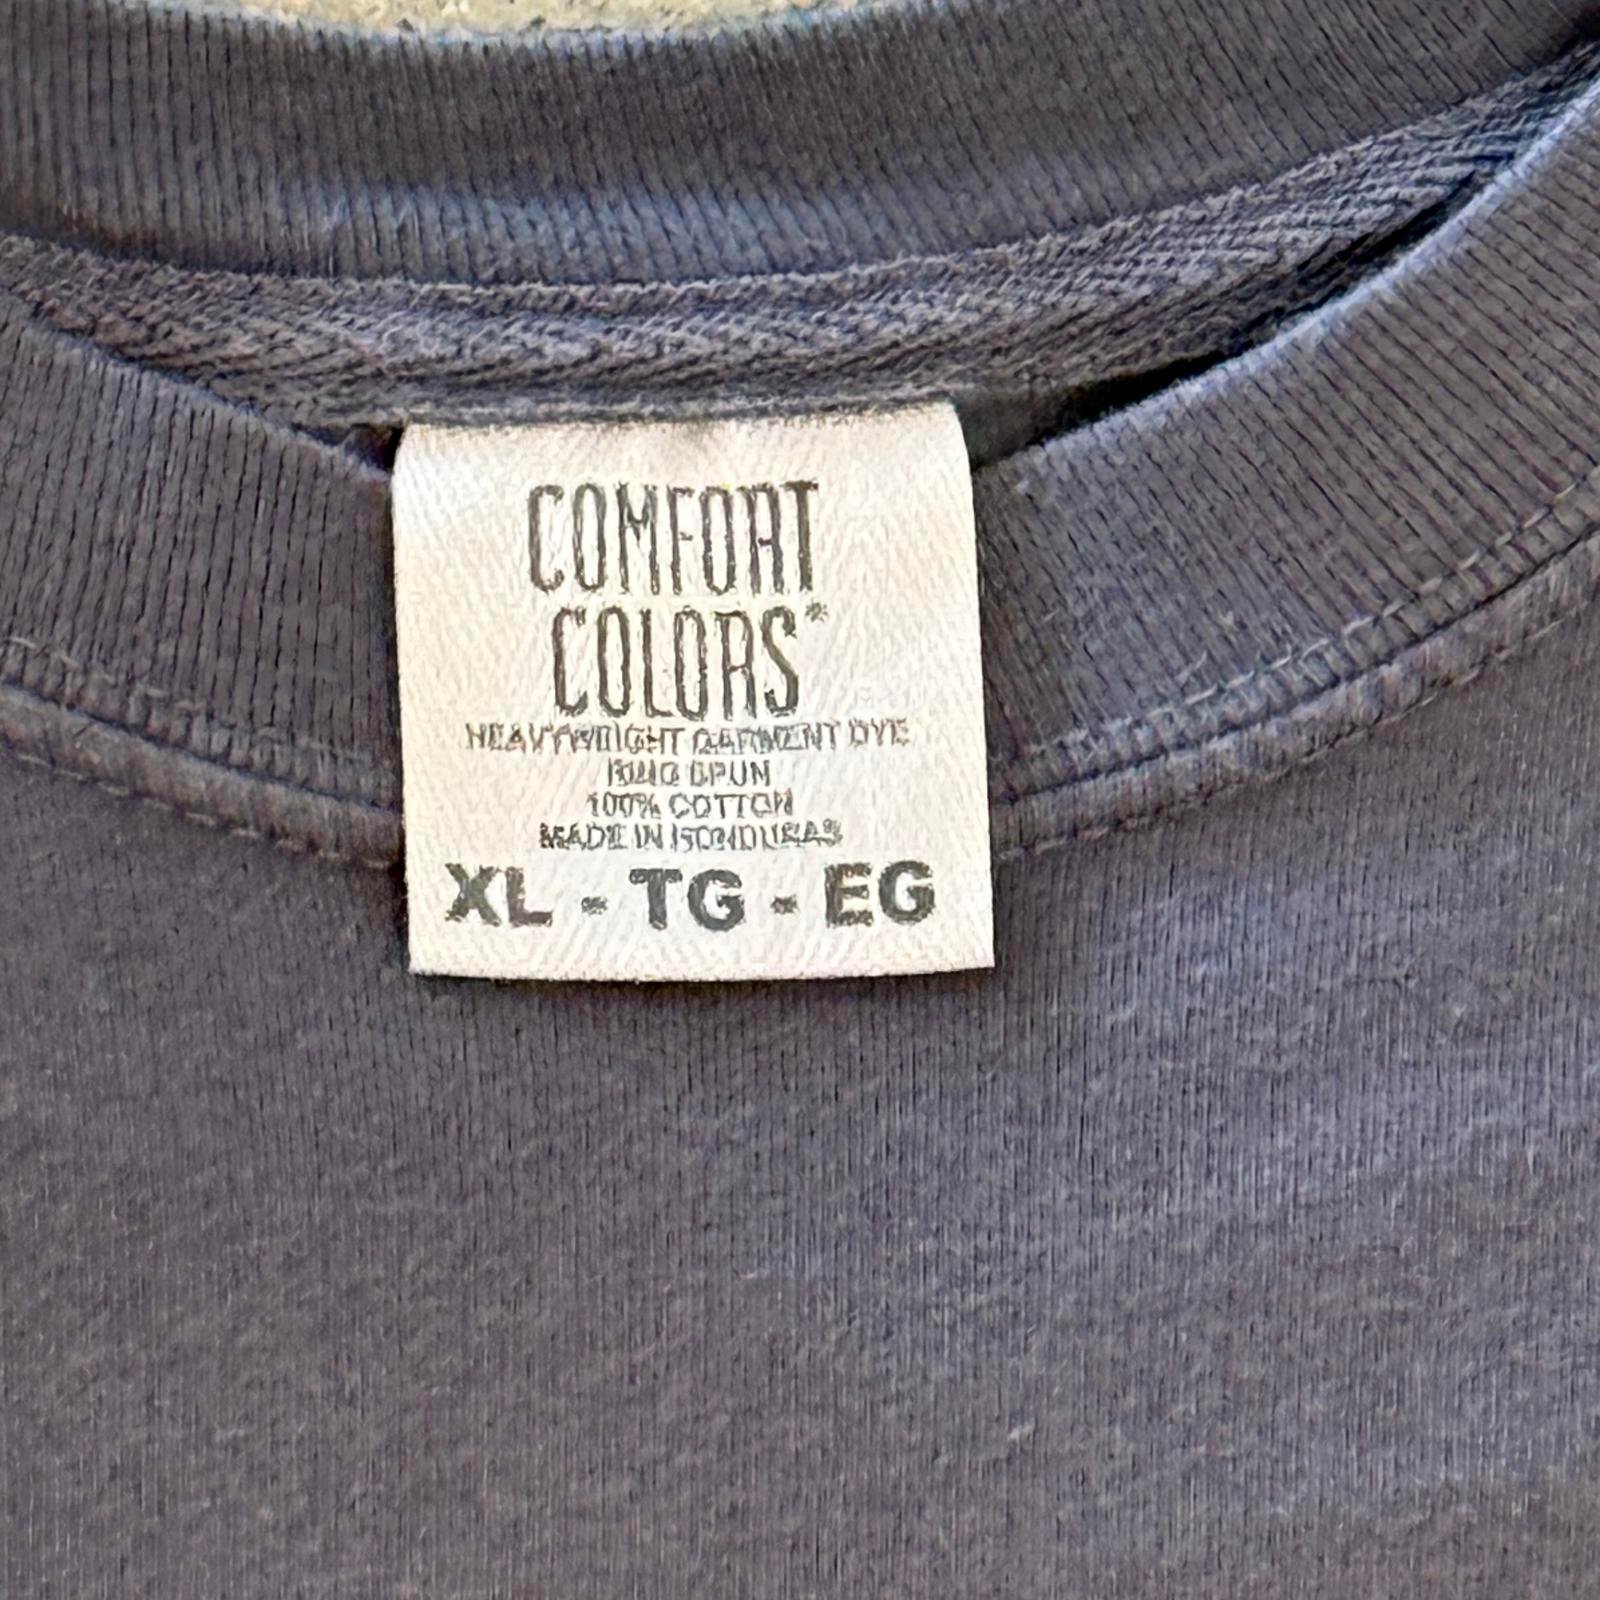 COMFORT
COLORS®
HEAVYWEIGHT GARMENT DYE
RING SPUN
100% COTTON
MADE IN HONDURAS
XL - TG - EG